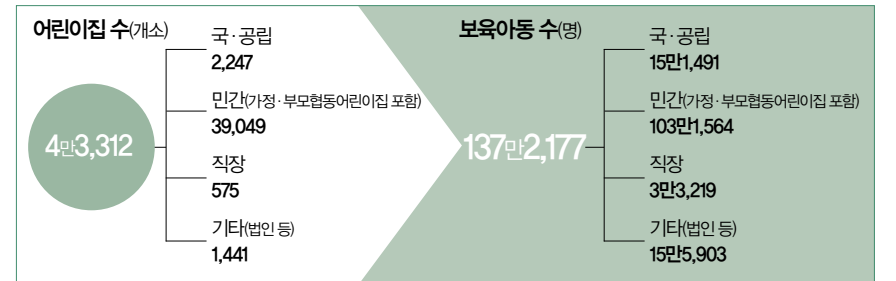 어린이집 수(개소)
4만3,312
국·공립
2,247
민간(가정·부모협동어린이집 포함)
39,049
직장
575
기타(법인 등)
1,441
보육아동 수(명)
137만2,177
국·공립
15만1,491
민간(가정·부모협동어린이집 포함)
103만1,564
직장
3만3,219
기타(법인 등)
15만5,903